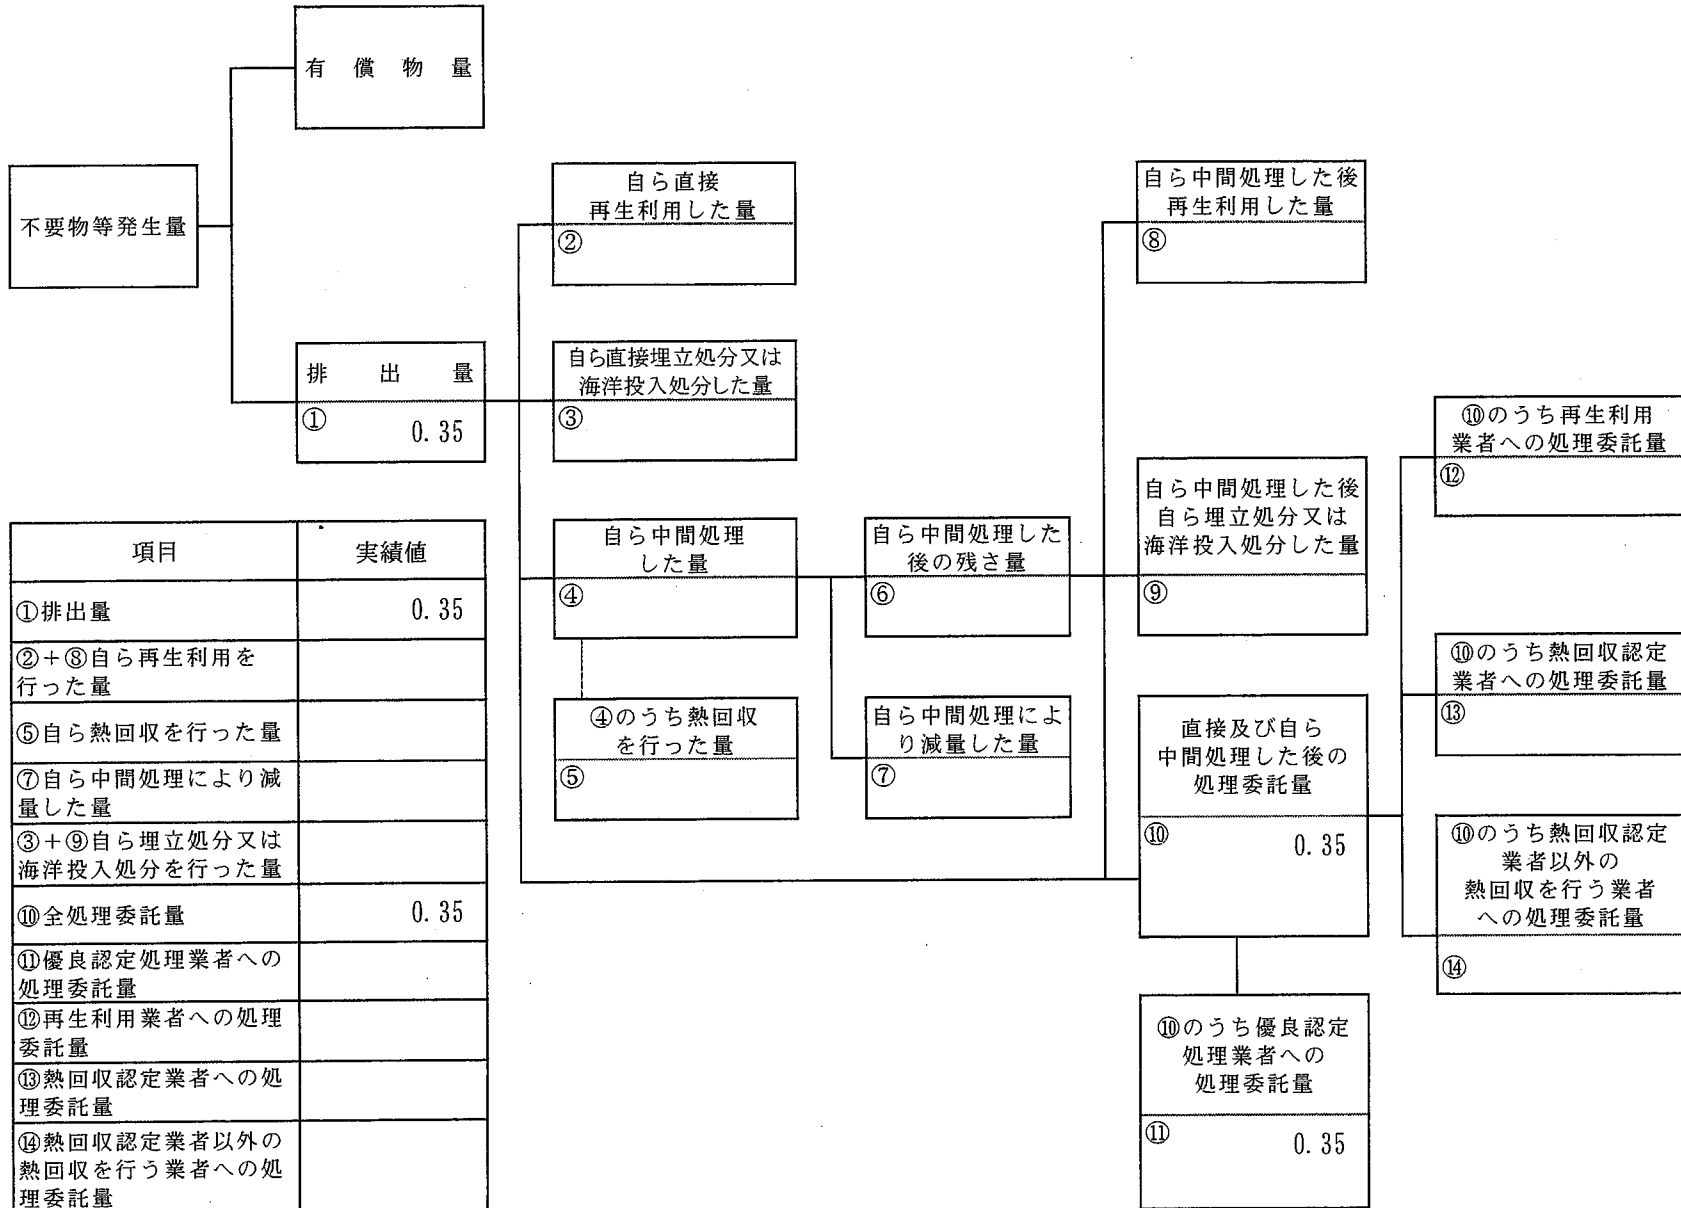 有償物量
不要物等発生量
排出量
① 0.35
自ら直接
再生利用した量
②
自ら直接埋立処分又は
海洋投入処分した量
③
自ら中間処理
した量
④
④のうち熱回収
を行った量
⑤
自ら中間処理した
後の残さ量
⑥
自ら中間処理によ
り減量した量
⑦
自ら中間処理した後
再生利用した量
⑧
自ら中間処理した後
自ら埋立処分又は
海洋投入処分した量
⑨
直接及び自ら
中間処理した後の
処理委託量
⑩ 0.35
⑩のうち優良認定
処理業者への
処理委託量
⑪ 0.35
⑩のうち再生利用
業者への処理委託量
⑫
⑩のうち熱回収認定
業者への処理委託量
⑬
⑩のうち熱回収認定
業者以外の
熱回収を行う業者
への処理委託量
⑭
項目 実績値
①排出量 0.35
②+⑧自ら再生利用を
行った量
⑤自ら熱回収を行った量
⑦自ら中間処理により減
量した量
③+⑨自ら埋立処分又は
海洋投入処分を行った量
⑩全処理委託量 0.35
⑪優良認定処理業者への
処理委託量
⑫再生利用業者への処理
委託量
⑬熱回収認定業者への処
理委託量
⑭熱回収認定業者以外の
熱回収を行う業者への処
理委託量